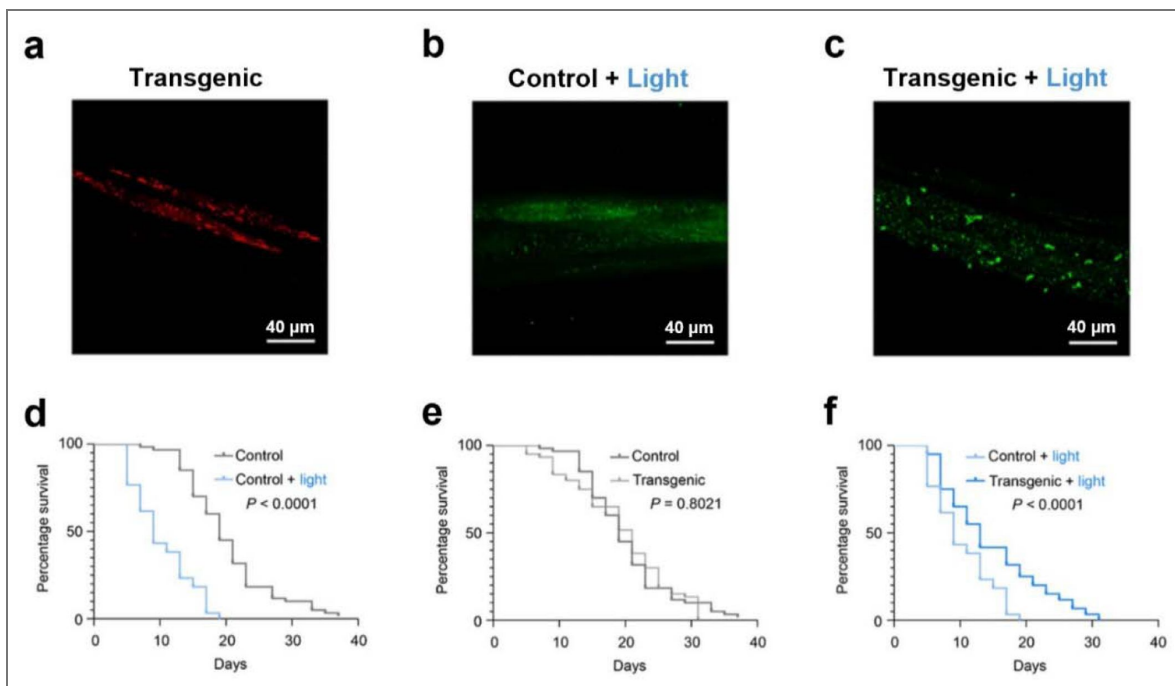 a
Transgenic
40 µm
b
Control + Light
40 µm
c
Transgenic + Light
40 µm
d
Percentage survival
100
50
0
Control
Control + light
P < 0.0001
0 10 20 30 40
Days
e
Percentage survival
100
50
0
Control
Transgenic
P = 0.8021
0 10 20 30 40
Days
f
Percentage survival
100
50
0
Control + light
Transgenic + light
P < 0.0001
0 10 20 30 40
Days